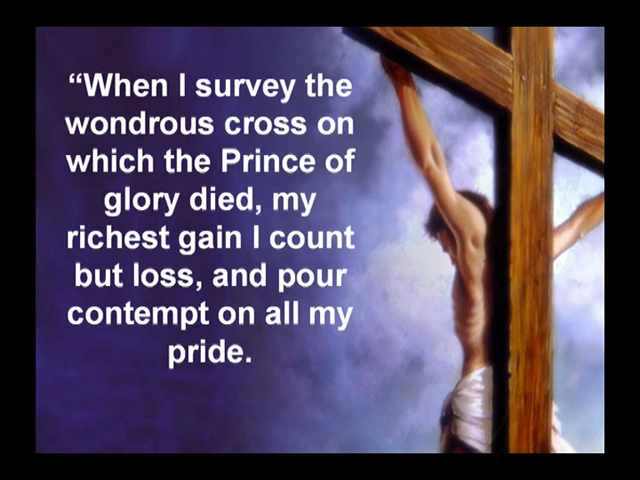 “When I survey the
wondrous cross on
which the Prince of
glory died, my
richest gain I count
but loss, and pour
contempt on all my
pride.